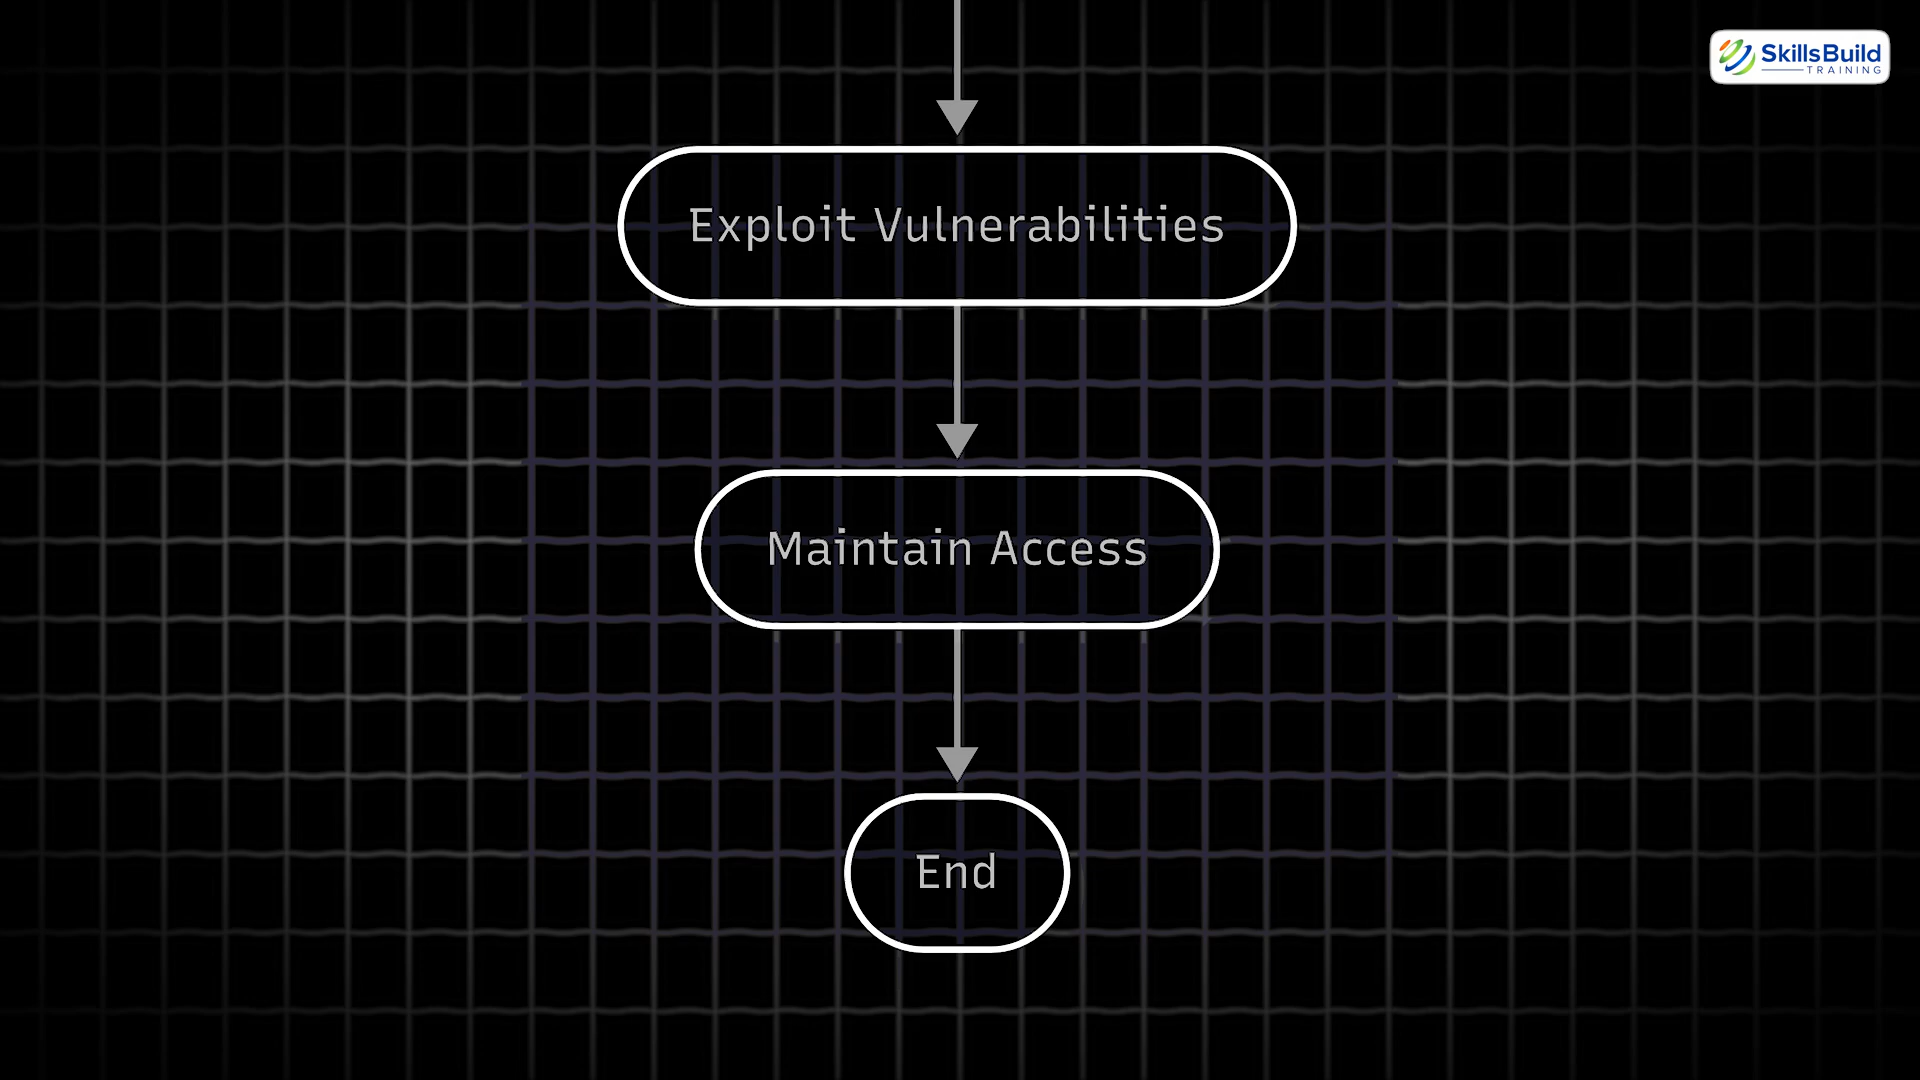 SkillsBuild
TRAINING
Exploit Vulnerabilities
Maintain Access
End